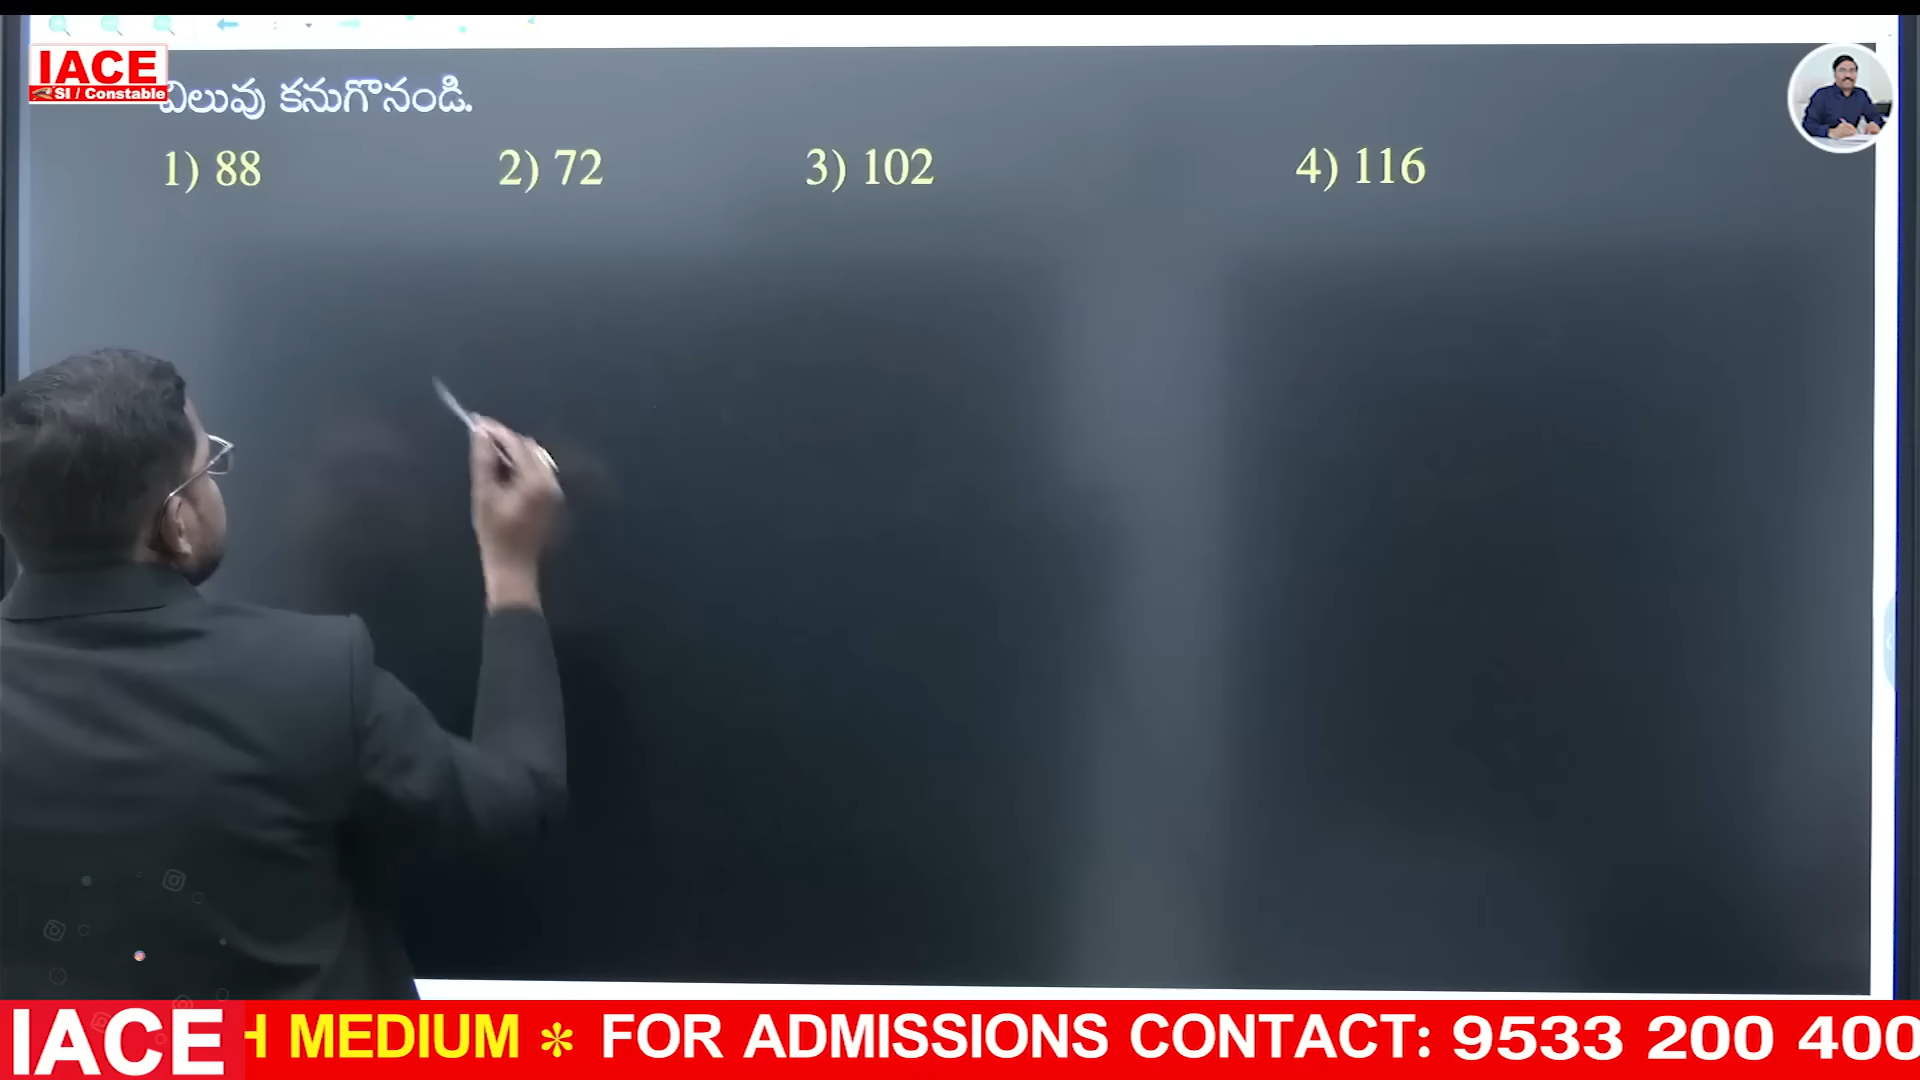 IACE
SI / Constable
విలువు కనుగొనండి.
1) 88 2) 72 3) 102 4) 116
IACE H MEDIUM * FOR ADMISSIONS CONTACT: 9533 200 400